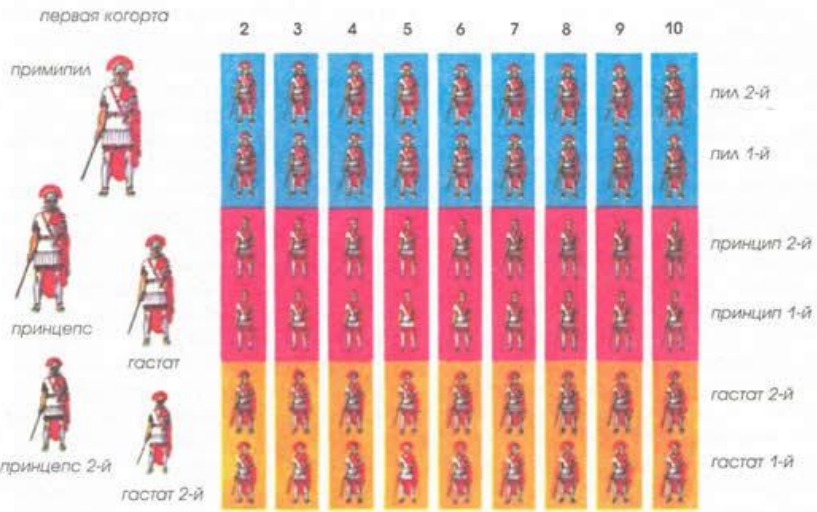 первая когорта
2 3 4 5 6 7 8 9 10
примипил
пил 2-й
пил 1-й
принцип 2-й
принцепс
гастат
принцип 1-й
гастат 2-й
принцепс 2-й
гастат 2-й
гастат 1-й